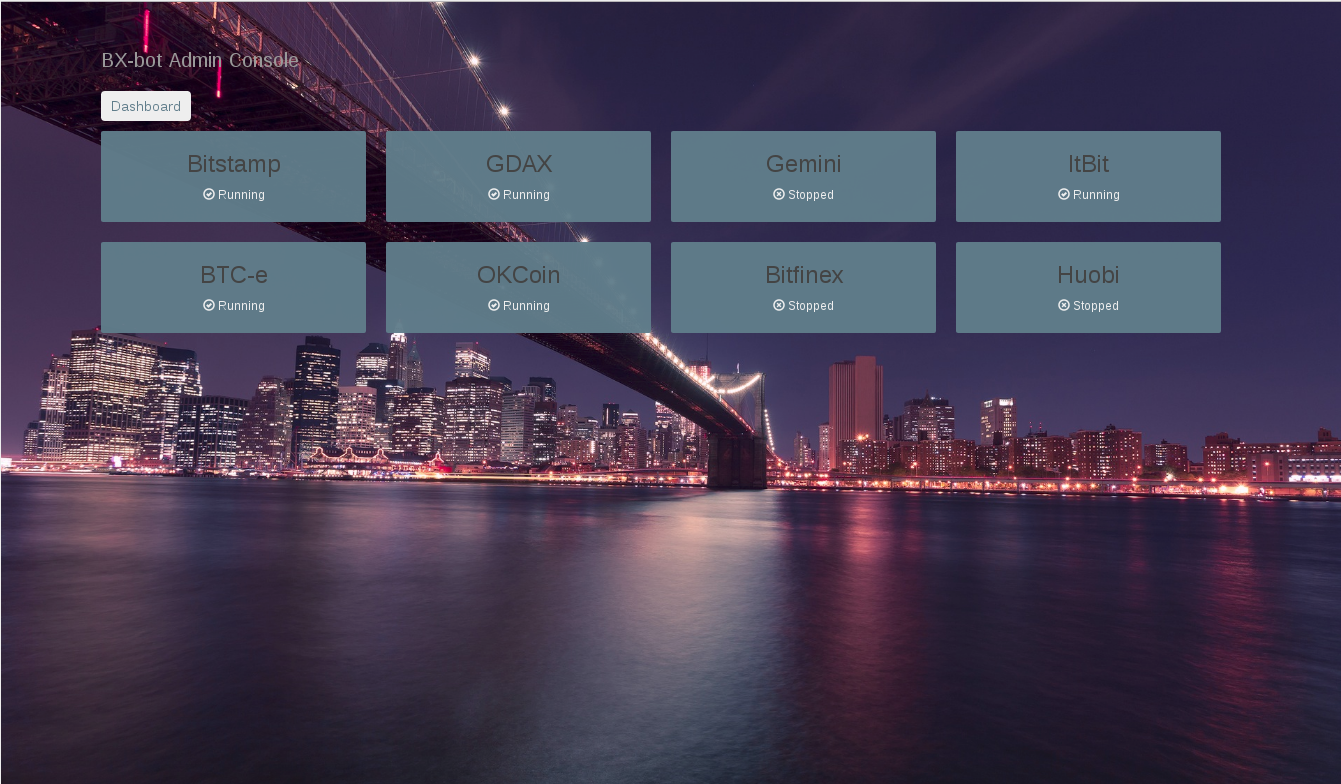 BX-bot Admin Console
Dashboard
Bitstamp
Running
GDAX
Running
Gemini
Stopped
ItBit
Running
BTC-e
Running
OKCoin
Running
Bitfinex
Stopped
Huobi
Stopped